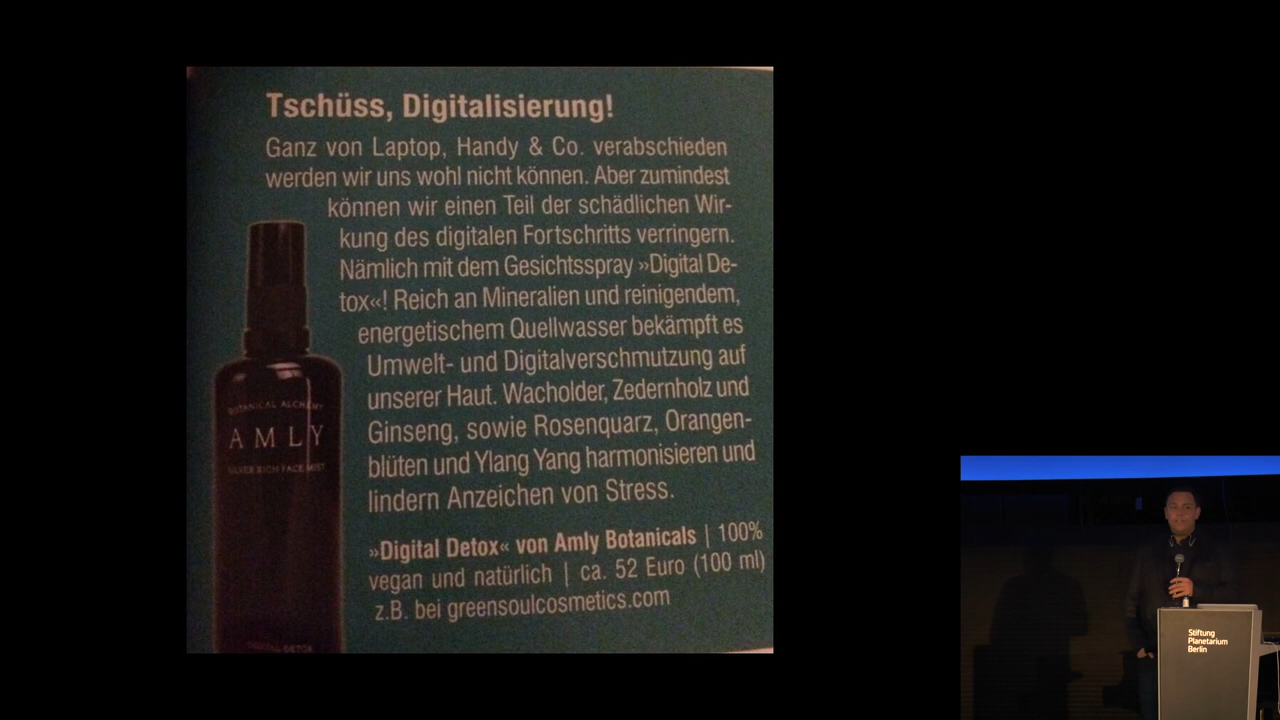 Tschüss, Digitalisierung!
Ganz von Laptop, Handy & Co. verabschieden
werden wir uns wohl nicht können. Aber zumindest
können wir einen Teil der schädlichen Wir-
kung des digitalen Fortschritts verringern.
Nämlich mit dem Gesichtsspray »Digital De-
tox«! Reich an Mineralien und reinigendem,
energetischem Quellwasser bekämpft es
Umwelt- und Digitalverschmutzung auf
unserer Haut. Wacholder, Zedernholz und
Ginseng, sowie Rosenquarz, Orangen-
blüten und Ylang Yang harmonisieren und
lindern Anzeichen von Stress.
»Digital Detox« von Amly Botanicals | 100%
vegan und natürlich | ca. 52 Euro (100 ml)
z.B. bei greensoulcosmetics.com
BOTANICAL ALCHEMY
AMLY
SILVER RICH FACE MIST
DIGITAL DETOX
Stiftung
Planetarium
Berlin